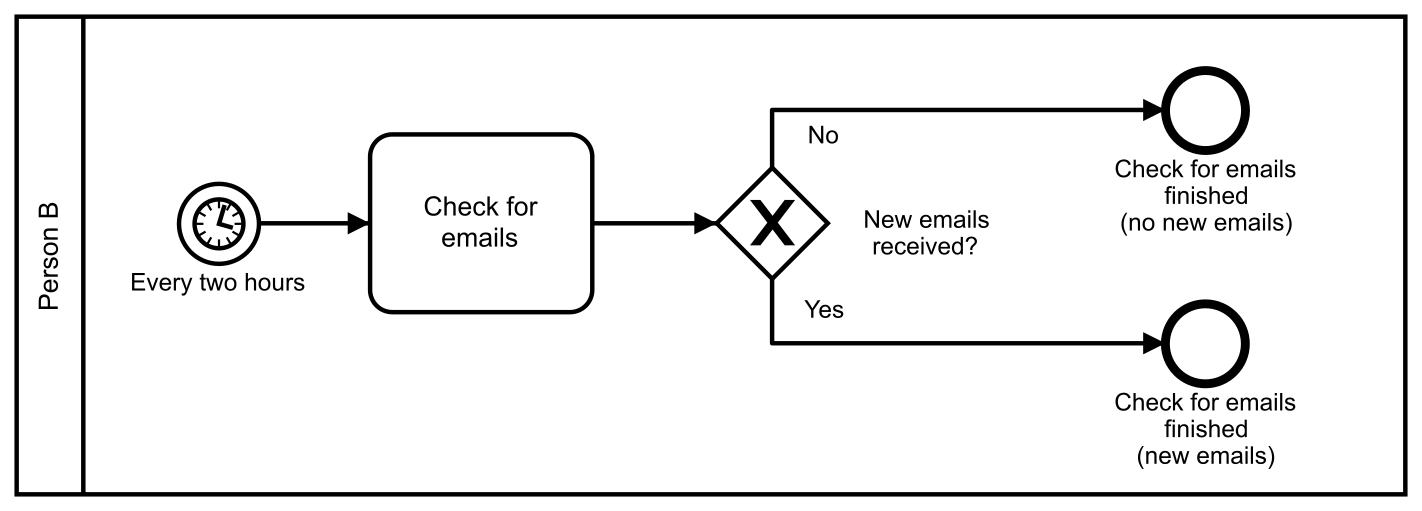 Person B
Every two hours
Check for
emails
X
New emails
received?
No
Yes
Check for emails
finished
(no new emails)
Check for emails
finished
(new emails)